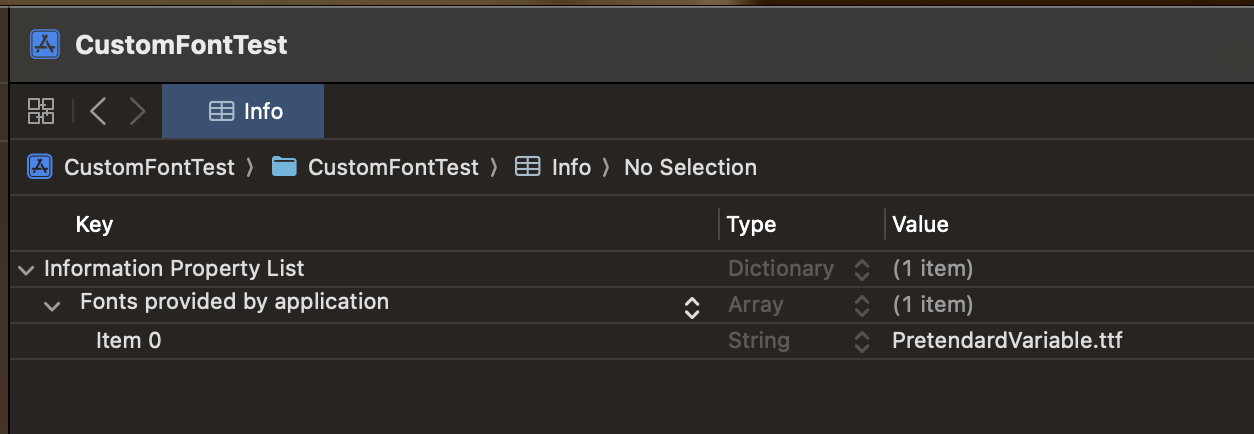 CustomFontTest
Info
CustomFontTest 〉 CustomFontTest 〉 Info 〉 No Selection
Key Type Value
Information Property List Dictionary (1 item)
Fonts provided by application Array (1 item)
Item 0 String PretendardVariable.ttf